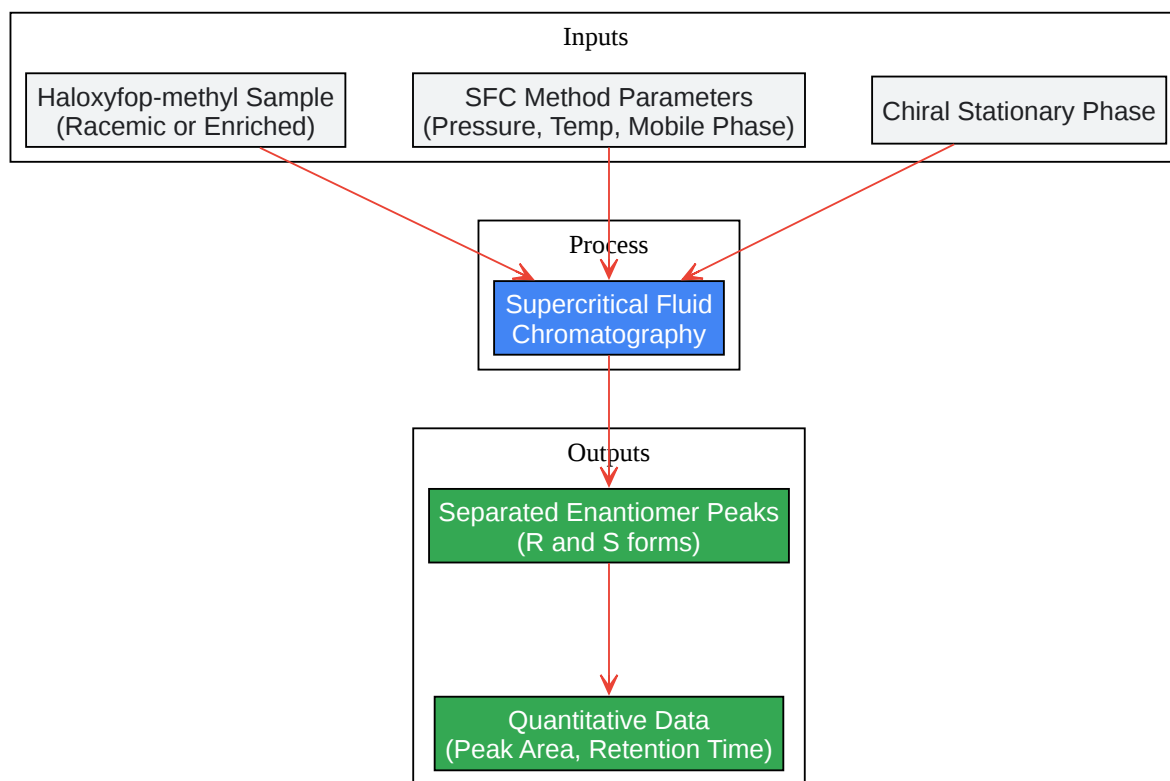 Inputs
Haloxyfop-methyl Sample
(Racemic or Enriched)
SFC Method Parameters
(Pressure, Temp, Mobile Phase)
Chiral Stationary Phase
Process
Supercritical Fluid
Chromatography
Outputs
Separated Enantiomer Peaks
(R and S forms)
Quantitative Data
(Peak Area, Retention Time)